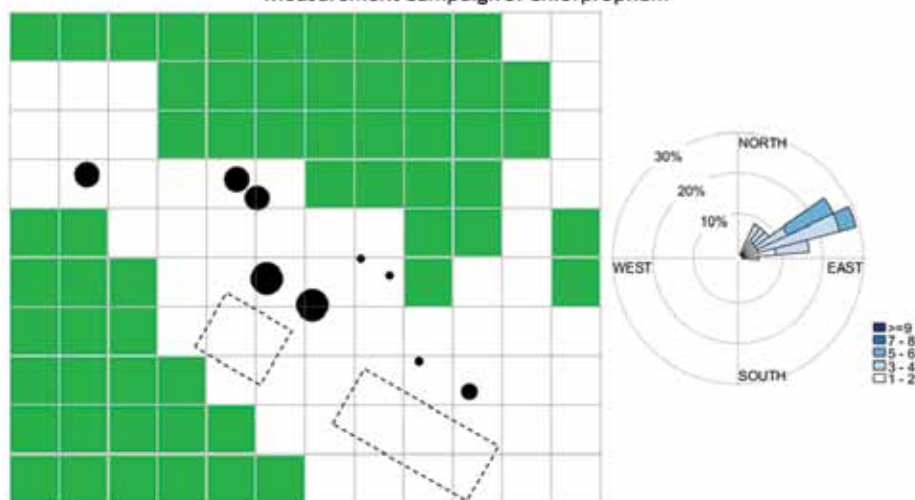 NORTH
30%
20%
10%
WEST
EAST
SOUTH
>=9
7 - 8
5 - 6
3 - 4
1 - 2